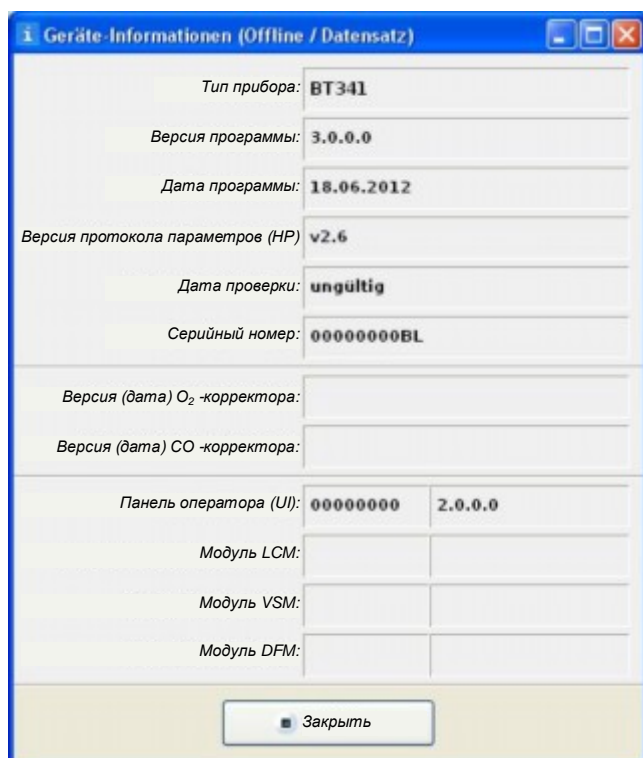 Geräte-Informationen (Offline / Datensatz)
Тип прибора: BT341
Версия программы: 3.0.0.0
Дата программы: 18.06.2012
Версия протокола параметров (HP) v2.6
Дата проверки: ungültig
Серийный номер: 00000000BL
Версия (дата) O₂ -корректора:
Версия (дата) CO -корректора:
Панель оператора (UI): 00000000 2.0.0.0
Модуль LCM:
Модуль VSM:
Модуль DFM:
Закрыть